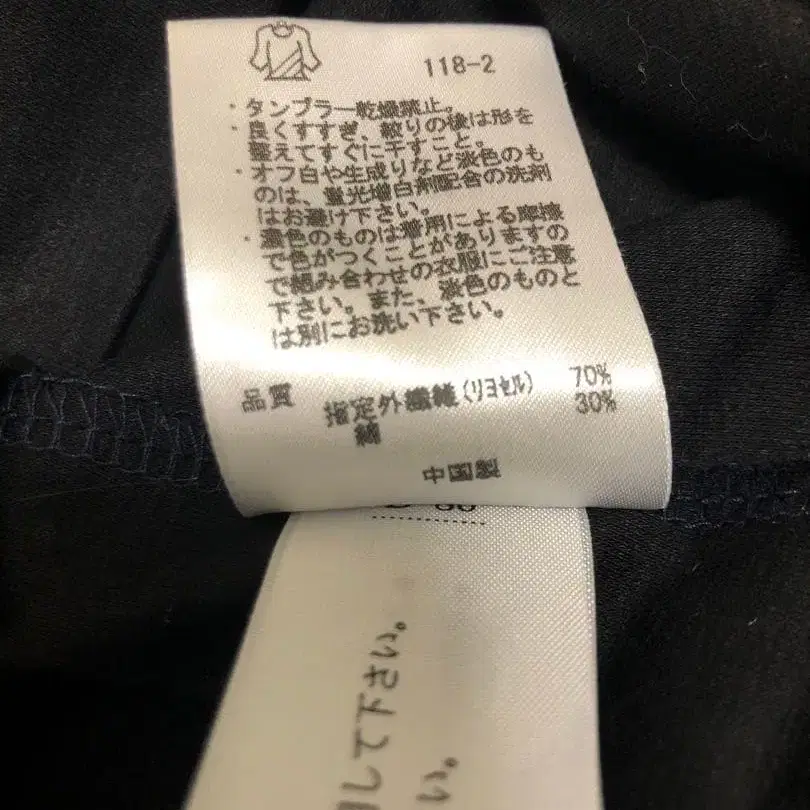 118-2
・タンブラー乾燥禁止。
・良くすすぎ、絞りの後は形を
整えてすぐに干すこと。
・オフ白や生成りなど淡色のも
のは、蛍光増白剤配合の洗剤
はお避け下さい。
・濃色のものは着用による摩擦
で色がつくことがありますの
で組み合わせの衣服にご注意
下さい。また、淡色のものと
は別にお洗い下さい。
品質 指定外繊維(リヨセル) 70%
綿 30%
中国製
して下さい。
い。